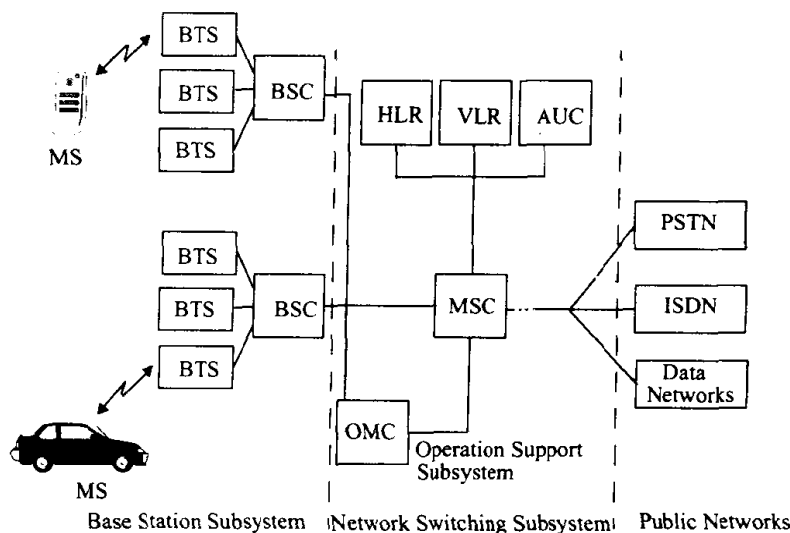 BTS
BTS
BTS
BSC
MS
HLR
VLR
AUC
BTS
BTS
BTS
BSC
MS
MSC
PSTN
ISDN
Data
Networks
OMC
Operation Support
Subsystem
Base Station Subsystem
Network Switching Subsystem
Public Networks